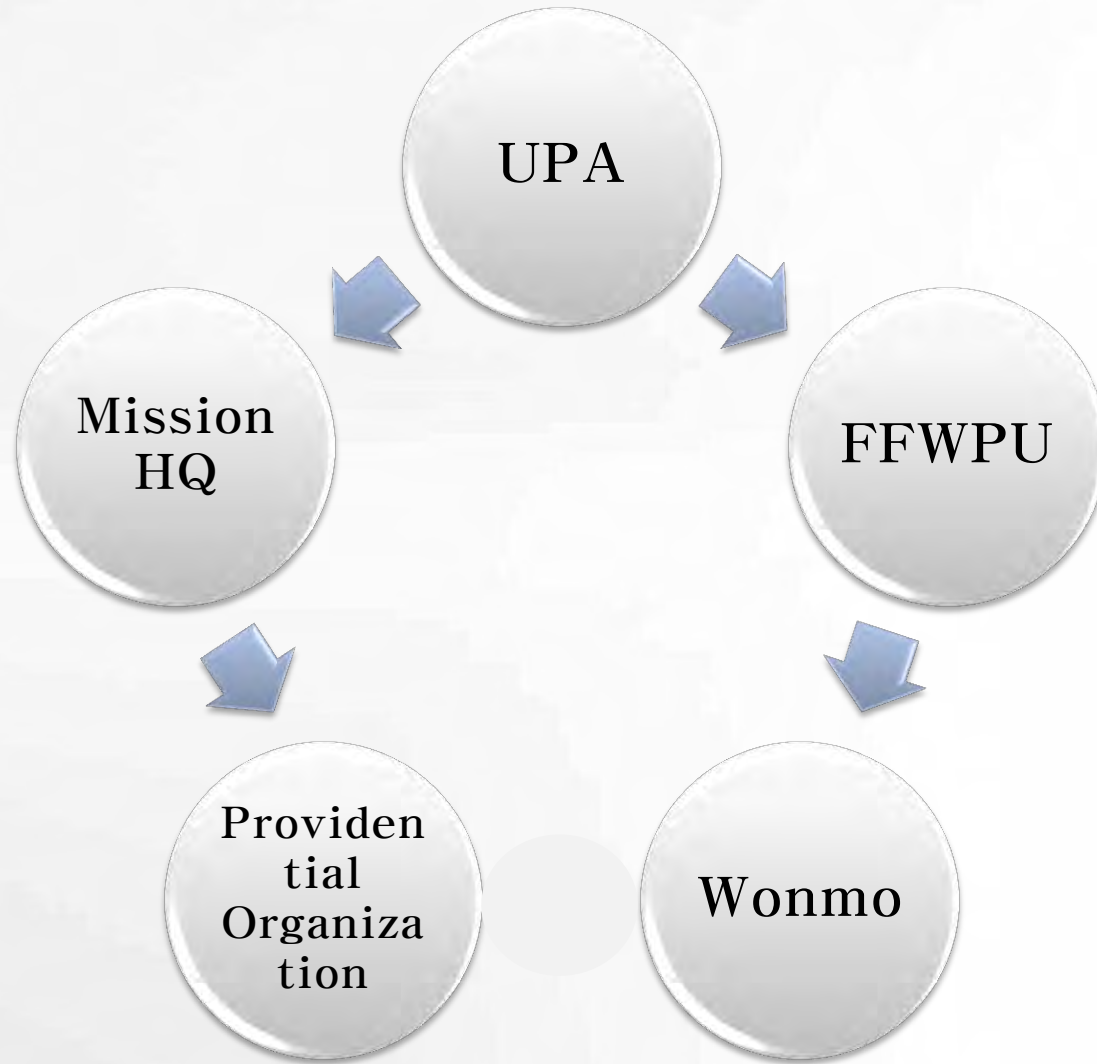 UPA
Mission
HQ
FFWPU
Providen
tial
Organiza
tion
Wonmo